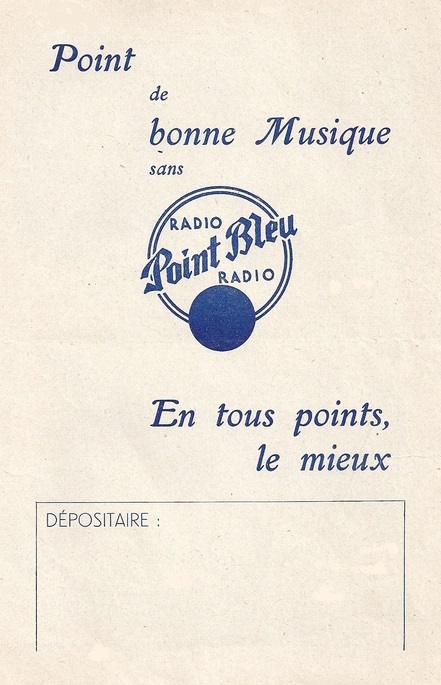 Point
de
bonne Musique
sans
RADIO
Point Bleu
RADIO
En tous points,
le mieux
DÉPOSITAIRE :